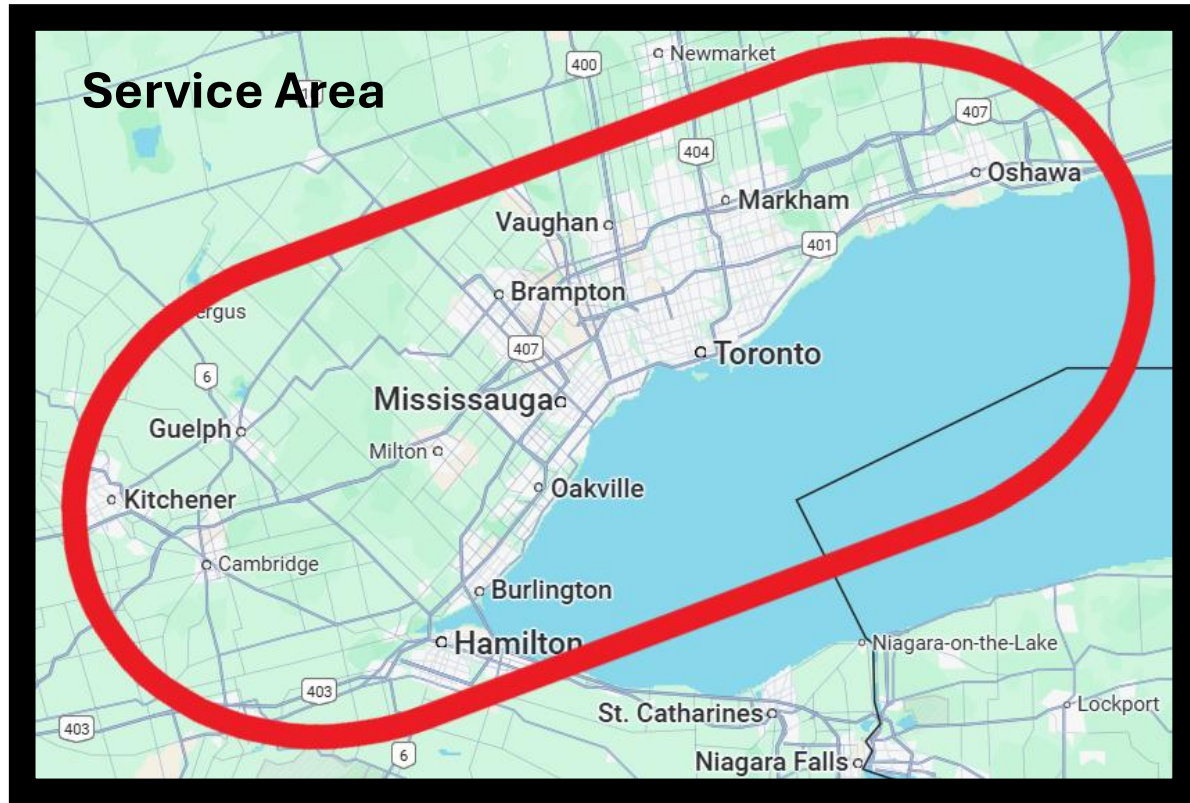 Service Area
400
Newmarket
407
404
Oshawa
Markham
Vaughan
401
Brampton
ergus
407
Toronto
6
Mississauga
Guelph
Milton
Oakville
Kitchener
Cambridge
Burlington
Hamilton
Niagara-on-the-Lake
403
Lockport
St. Catharines
403
6
Niagara Falls